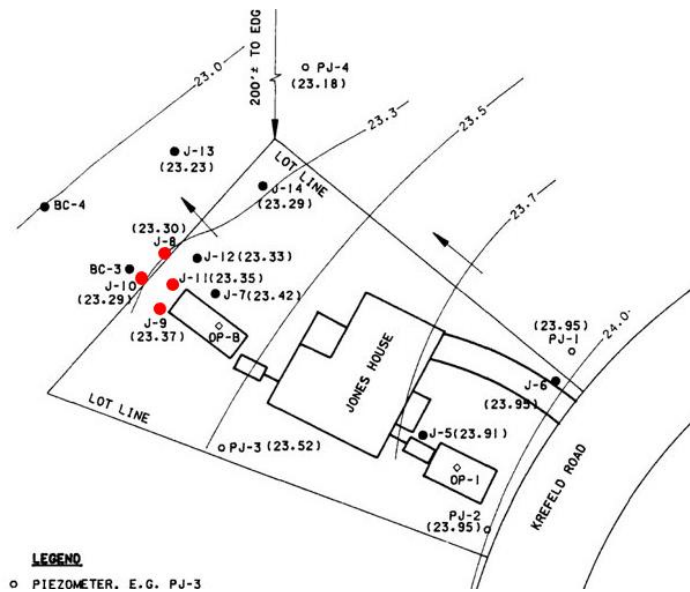 200'± TO EDG
PJ-4
(23.18)
23.0
23.3
23.5
J-13
(23.23)
LOT LINE
J-14
(23.29)
23.7
BC-4
(23.30)
J-8
J-12(23.33)
BC-3
J-11(23.35)
J-10
(23.29)
J-7(23.42)
J-9
(23.37)
OP-B
JONES HOUSE
(23.95)
PJ-1
24.0
J-6
(23.95)
LOT LINE
J-5(23.91)
PJ-3 (23.52)
OP-1
KREFELD ROAD
PJ-2
(23.95)
LEGEND
PIEZOMETER, E.G. PJ-3